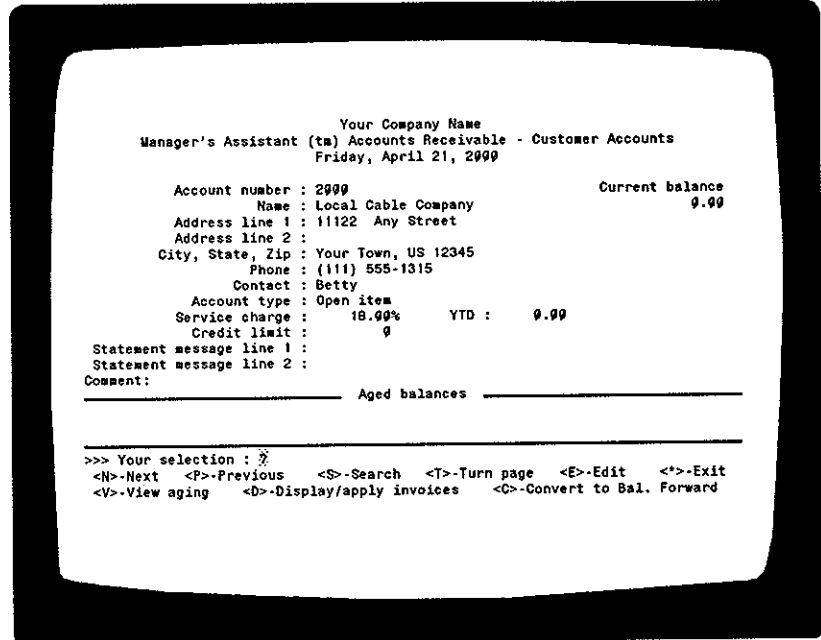 Your Company Name
Manager's Assistant (tm) Accounts Receivable - Customer Accounts
Friday, April 21, 2000
Account number : 2000 Current balance
Name : Local Cable Company 0.00
Address line 1 : 11122 Any Street
Address line 2 :
City, State, Zip : Your Town, US 12345
Phone : (111) 555-1315
Contact : Betty
Account type : Open item
Service charge : 18.00% YTD : 0.00
Credit limit : 0
Statement message line 1 :
Statement message line 2 :
Comment:
Aged balances
>>> Your selection : ?
<N>-Next <P>-Previous <S>-Search <T>-Turn page <E>-Edit <*>-Exit
<V>-View aging <D>-Display/apply invoices <C>-Convert to Bal. Forward